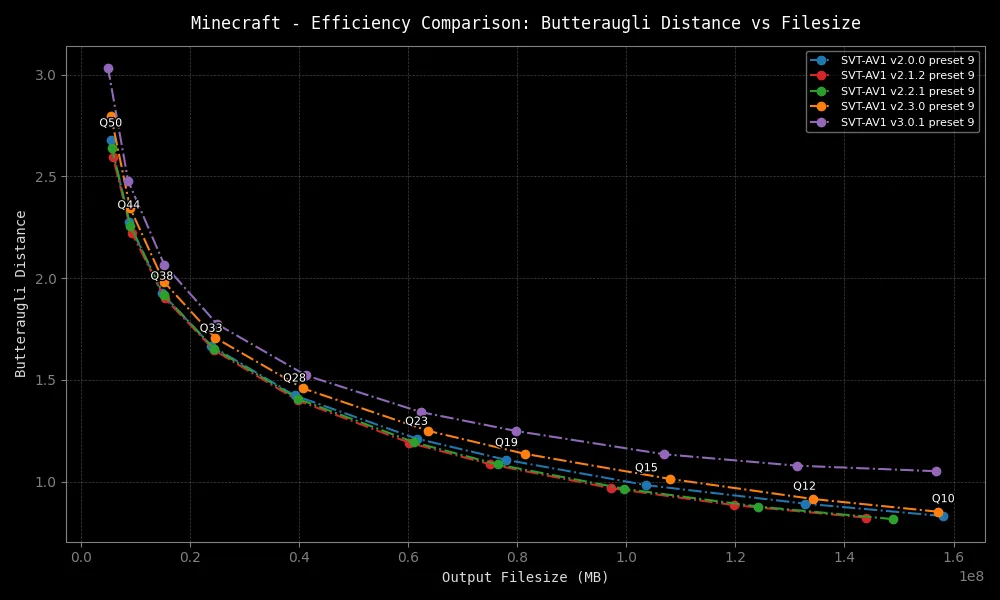 Minecraft - Efficiency Comparison: Butteraugli Distance vs Filesize
SVT-AV1 v2.0.0 preset 9
SVT-AV1 v2.1.2 preset 9
SVT-AV1 v2.2.1 preset 9
SVT-AV1 v2.3.0 preset 9
SVT-AV1 v3.0.1 preset 9
Butteraugli Distance
3.0
2.5
2.0
1.5
1.0
Q50
Q44
Q38
Q33
Q28
Q23
Q19
Q15
Q12
Q10
0.0 0.2 0.4 0.6 0.8 1.0 1.2 1.4 1.6
1e8
Output Filesize (MB)